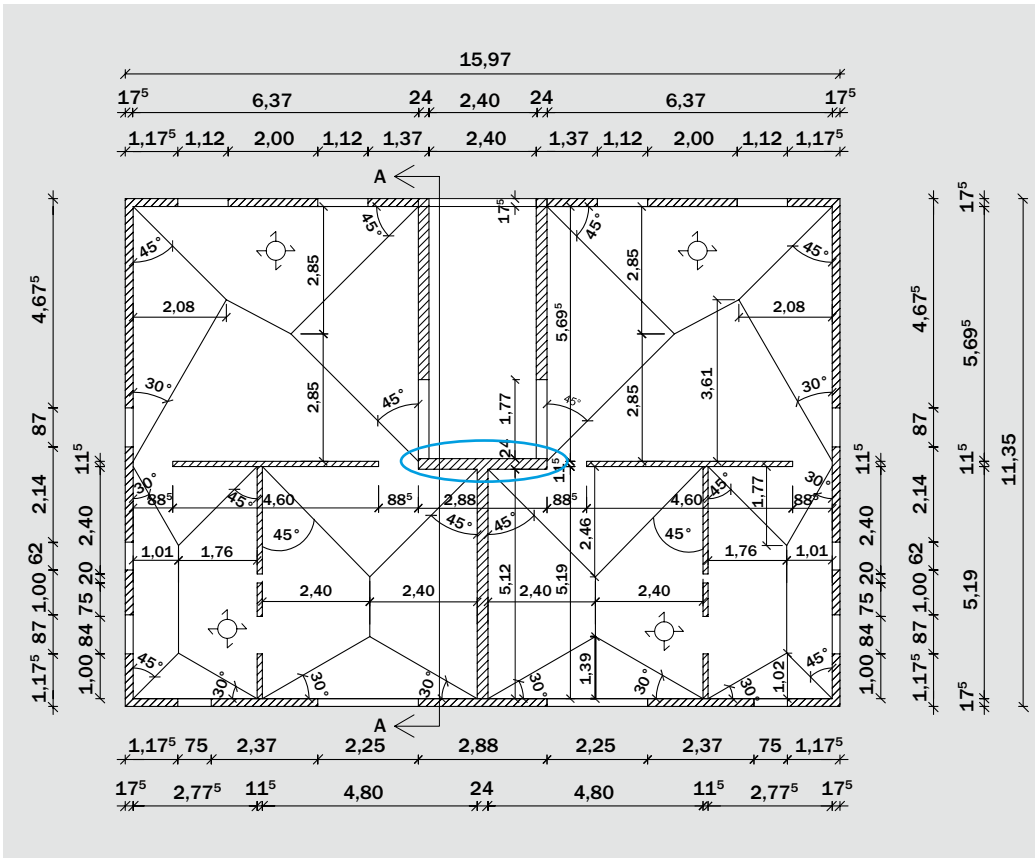 15,97
17⁵ 6,37 24 2,40 24 6,37 17⁵
1,17⁵ 1,12 2,00 1,12 1,37 2,40 1,37 1,12 2,00 1,12 1,17⁵
A
17⁵
17⁵
45° 45° 45° 45°
2,85 2,85
4,67⁵ 2,08 2,08 4,67⁵
5,69⁵ 5,69⁵
3,61
30° 2,85 45° 1,77 45° 2,85 30°
87 87
24
11⁵ 11⁵ 11⁵ 11⁵
11,35
30° 45° 45° 1,77 30°
2,14 88⁵ 4,60 88⁵ 2,88 88⁵ 4,60 88⁵ 2,14
2,40 45° 45° 45° 2,46 45° 2,40
62 1,01 1,76 1,76 1,01 62
20 5,12 5,19 20 5,19
1,00 75 2,40 2,40 2,40 2,40 75 1,00
87 84 84 87
45° 1,39 45°
1,17⁵ 1,00 30° 30° 30° 30° 30° 30° 1,02 1,00 1,17⁵
17⁵
A
1,17⁵ 75 2,37 2,25 2,88 2,25 2,37 75 1,17⁵
17⁵ 2,77⁵ 11⁵ 4,80 24 4,80 11⁵ 2,77⁵ 17⁵